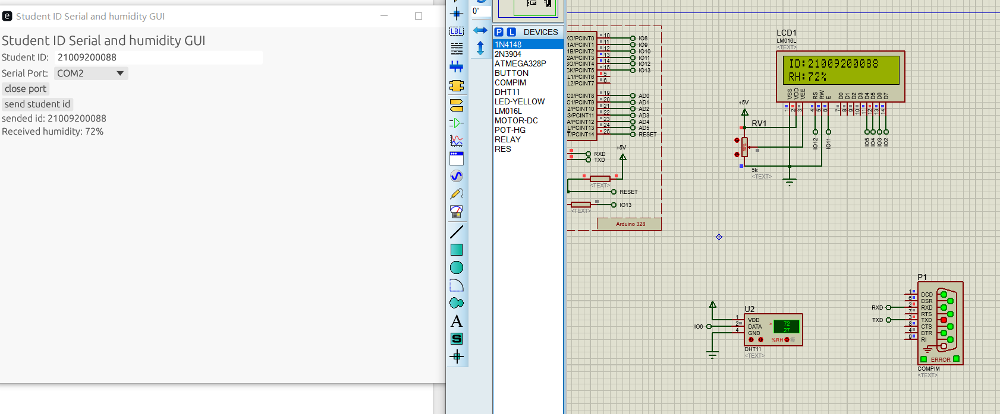 Student ID Serial and humidity GUI
Student ID Serial and humidity GUI
Student ID: 21009200088
Serial Port: COM2
close port
send student id
sended id: 21009200088
Received humidity: 72%
0°
LBL
A
S
P L DEVICES
1N4148
2N3904
ATMEGA328P
BUTTON
COMPIM
DHT11
LED-YELLOW
LM016L
MOTOR-DC
POT-HG
RELAY
RES
KO/PCINT0 10 IO8
1A/PCINT1 11 IO9
1B/PCINT2 12 IO10
2A/PCINT3 13 IO11
SO/PCINT4 14 IO12
CK/PCINT5 15 IO13
L1/PCINT6 5
L2/PCINT7 6
C0/PCINT8 19 AD0
C1/PCINT9 20 AD1
2/PCINT10 21 AD2
3/PCINT11 22 AD3
A/PCINT12 23 AD4
L/PCINT13 24 AD5
T/PCINT14 25 RESET
RXD
TXD
+5V
<TEXT>
RESET
IO13
<TEXT>
Arduino 328
LCD1
LM016L
<TEXT>
ID:21009200088
RH:72%
VSS VDD VEE RS RW E D0 D1 D2 D3 D4 D5 D6 D7
1 2 3 4 5 6 7 8 9 10 11 12 13 14
+5V
RV1
50%
5k
<TEXT>
IO12 IO11 IO5 IO4 IO3 IO2
U2
IO6
1 VDD
2 DATA
4 GND
> 72
27
%RH
DHT11
<TEXT>
P1
RXD
TXD
1 DCD
6 DSR
2 RXD
7 RTS
3 TXD
8 CTS
4 DTR
9 RI
ERROR
COMPIM
<TEXT>